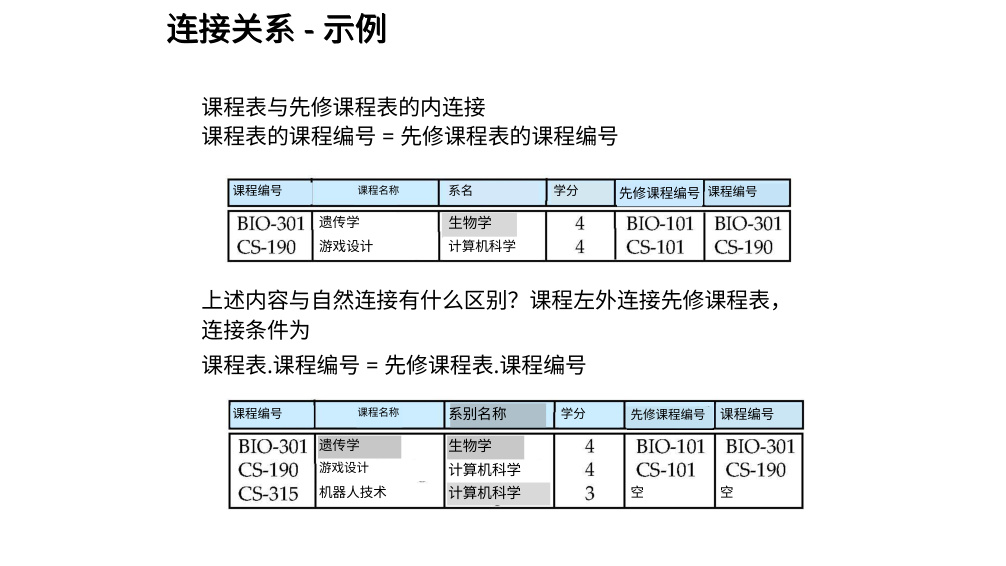 连接关系 - 示例
课程表与先修课程表的内连接
课程表的课程编号 = 先修课程表的课程编号
课程编号 课程名称 系名 学分 先修课程编号 课程编号
BIO-301 遗传学 生物学 4 BIO-101 BIO-301
CS-190 游戏设计 计算机科学 4 CS-101 CS-190
上述内容与自然连接有什么区别？课程左外连接先修课程表，
连接条件为
课程表.课程编号 = 先修课程表.课程编号
课程编号 课程名称 系别名称 学分 先修课程编号 课程编号
BIO-301 遗传学 生物学 4 BIO-101 BIO-301
CS-190 游戏设计 计算机科学 4 CS-101 CS-190
CS-315 机器人技术 计算机科学 3 空 空